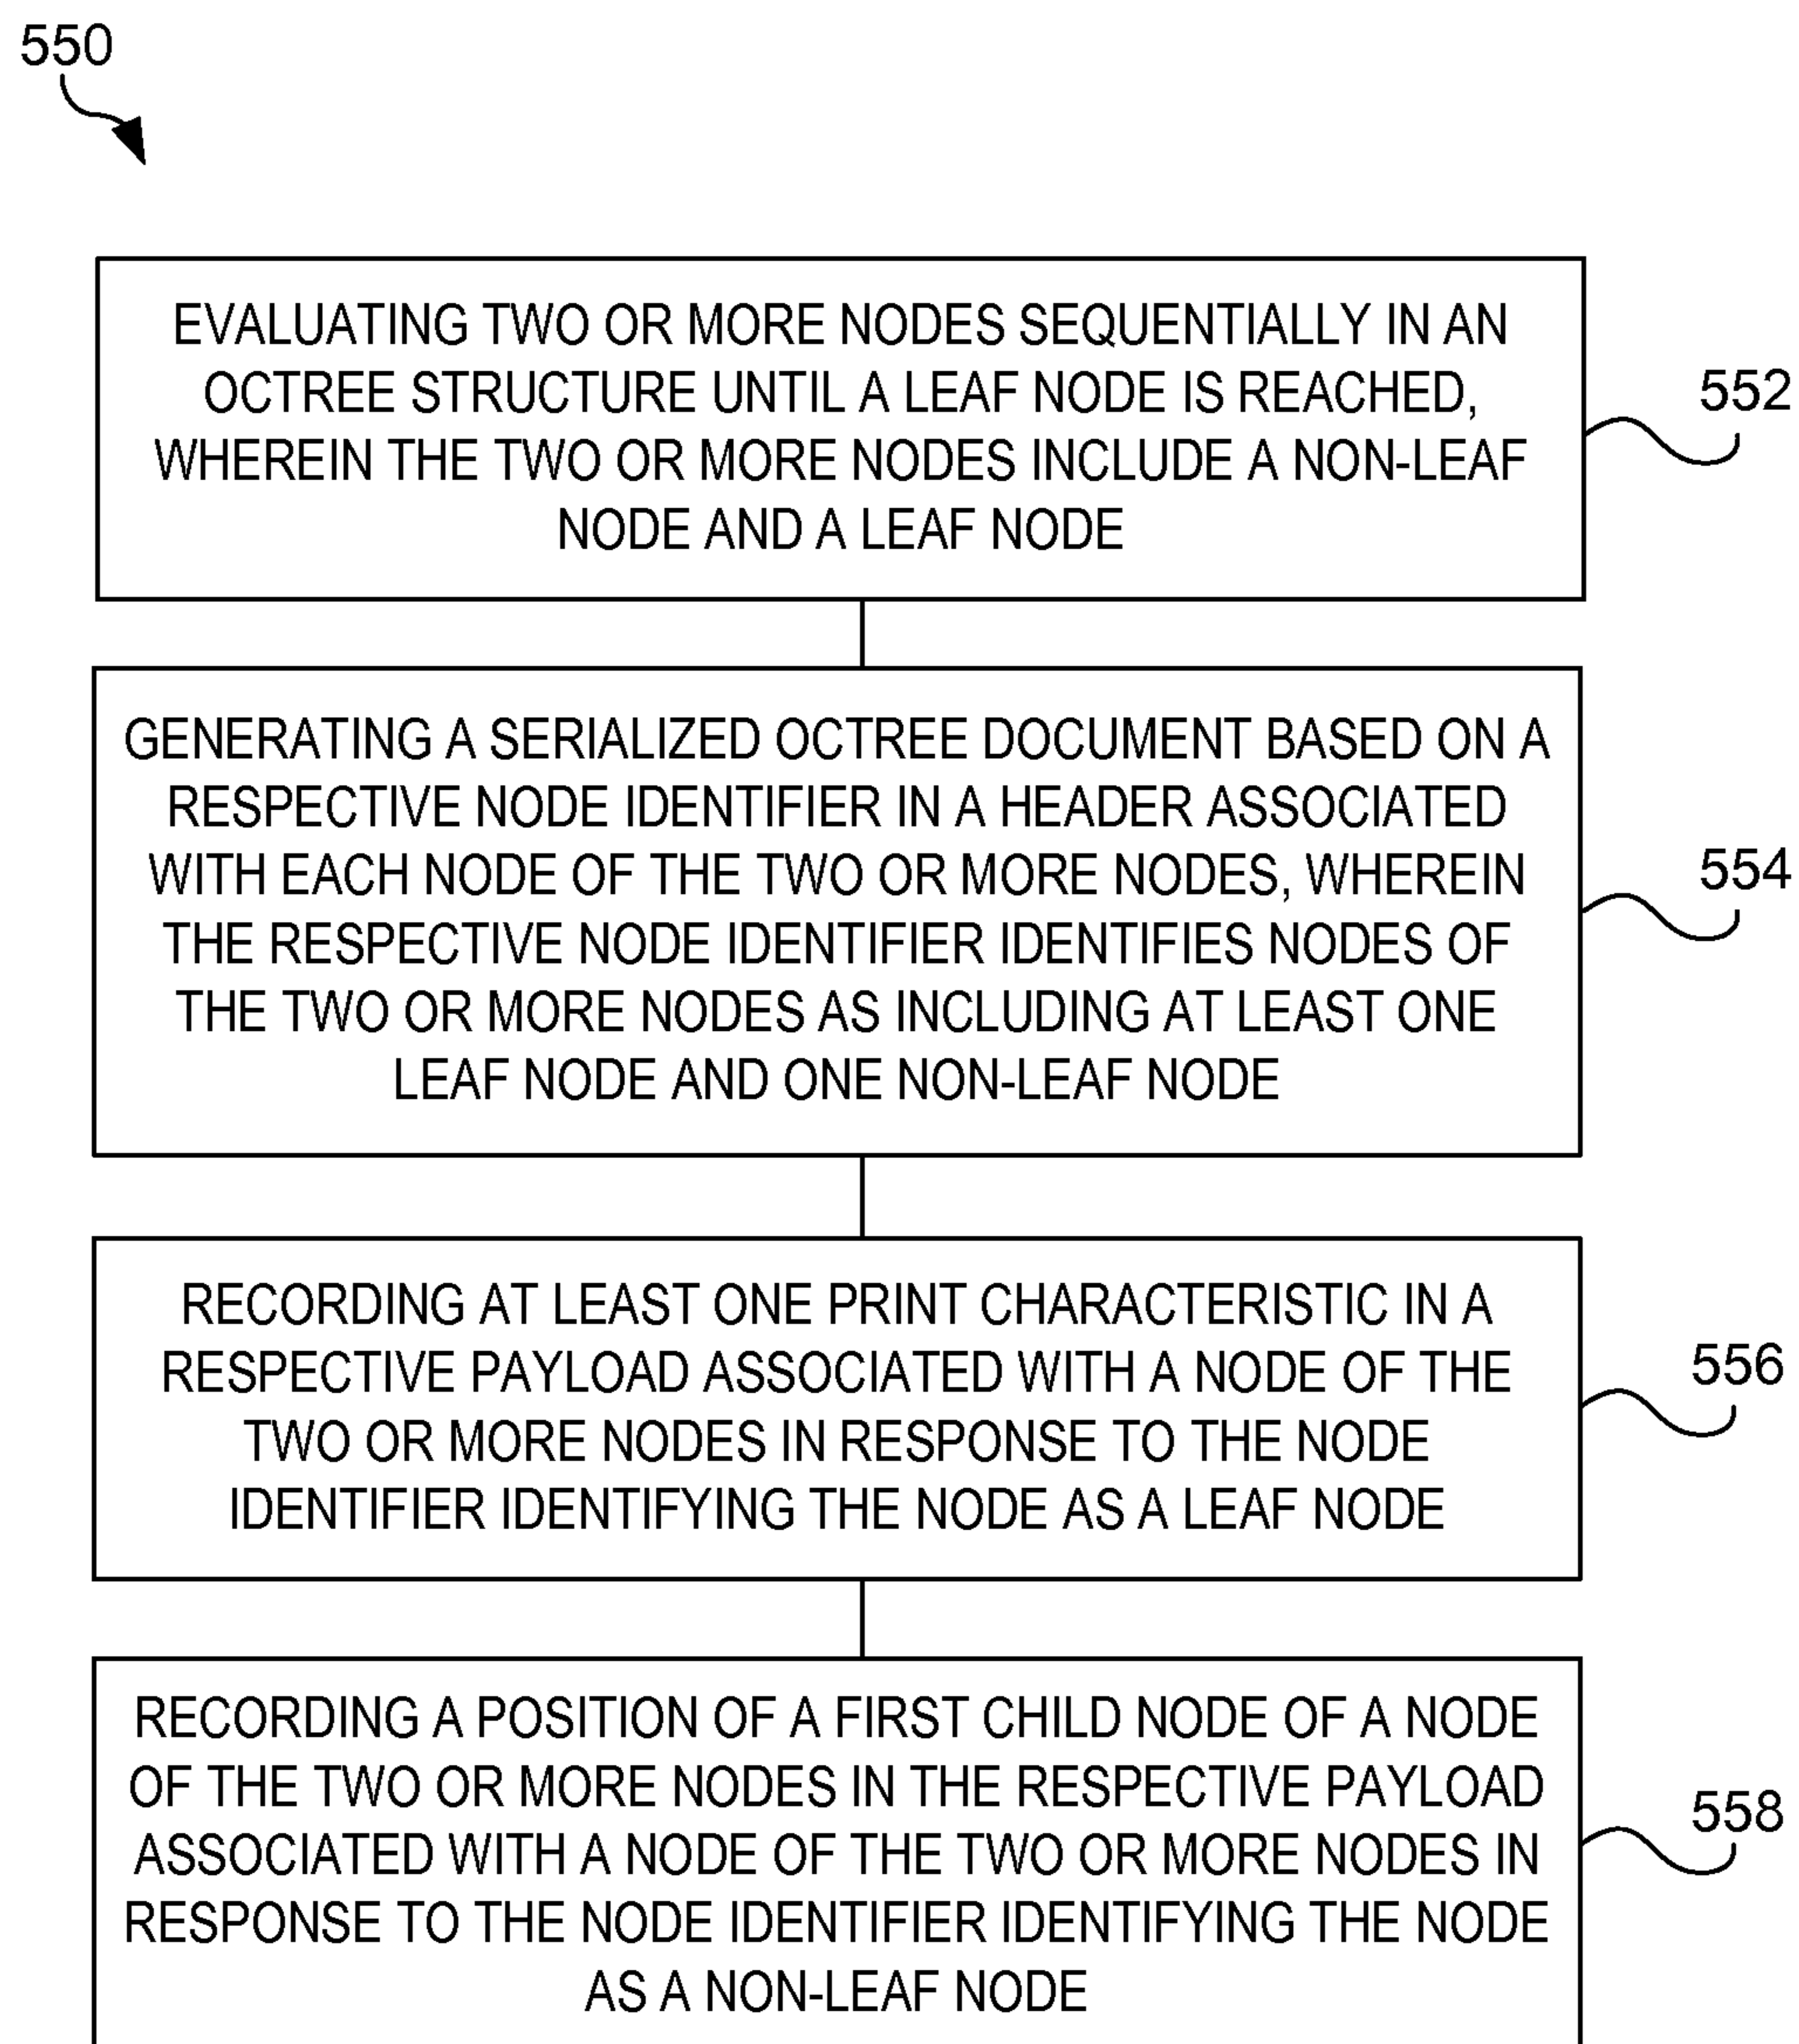 550
EVALUATING TWO OR MORE NODES SEQUENTIALLY IN AN
OCTREE STRUCTURE UNTIL A LEAF NODE IS REACHED,
WHEREIN THE TWO OR MORE NODES INCLUDE A NON-LEAF
NODE AND A LEAF NODE
552
GENERATING A SERIALIZED OCTREE DOCUMENT BASED ON A
RESPECTIVE NODE IDENTIFIER IN A HEADER ASSOCIATED
WITH EACH NODE OF THE TWO OR MORE NODES, WHEREIN
THE RESPECTIVE NODE IDENTIFIER IDENTIFIES NODES OF
THE TWO OR MORE NODES AS INCLUDING AT LEAST ONE
LEAF NODE AND ONE NON-LEAF NODE
554
RECORDING AT LEAST ONE PRINT CHARACTERISTIC IN A
RESPECTIVE PAYLOAD ASSOCIATED WITH A NODE OF THE
TWO OR MORE NODES IN RESPONSE TO THE NODE
IDENTIFIER IDENTIFYING THE NODE AS A LEAF NODE
556
RECORDING A POSITION OF A FIRST CHILD NODE OF A NODE
OF THE TWO OR MORE NODES IN THE RESPECTIVE PAYLOAD
ASSOCIATED WITH A NODE OF THE TWO OR MORE NODES IN
RESPONSE TO THE NODE IDENTIFIER IDENTIFYING THE NODE
AS A NON-LEAF NODE
558